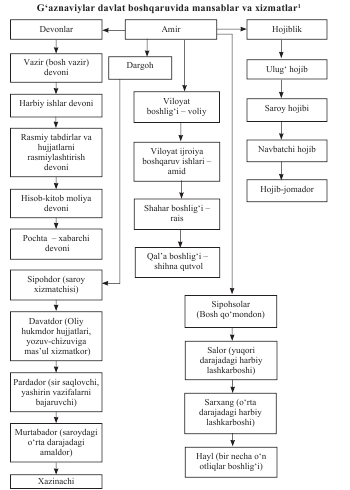 G‘aznaviylar davlat boshqaruvida mansablar va xizmatlar¹
Devonlar
Amir
Hojiblik
Vazir (bosh vazir)
devoni
Dargoh
Ulug‘ hojib
Harbiy ishlar devoni
Viloyat
boshlig‘i – voliy
Saroy hojibi
Rasmiy tabdirlar va
hujjatlarni
rasmiylashtirish
devoni
Viloyat ijroiya
boshqaruv ishlari –
amid
Navbatchi hojib
Hojib-jomador
Hisob-kitob moliya
devoni
Shahar boshlig‘i –
rais
Pochta – xabarchi
devoni
Qal’a boshlig‘i –
shihna qutvol
Sipohdor (saroy
xizmatchisi)
Davatdor (Oliy
hukmdor hujjatlari,
yozuv-chizuviga
mas’ul xizmatkor)
Pardador (sir saqlovchi,
yashirin vazifalarni
bajaruvchi)
Murtabador (saroydagi
o‘rta darajadagi
amaldor)
Xazinachi
Sipohsolar
(Bosh qo‘mondon)
Salor (yuqori
darajadagi harbiy
lashkarboshi)
Sarxang (o‘rta
darajadagi harbiy
lashkarboshi)
Hayl (bir necha o‘n
otliqlar boshlig‘i)